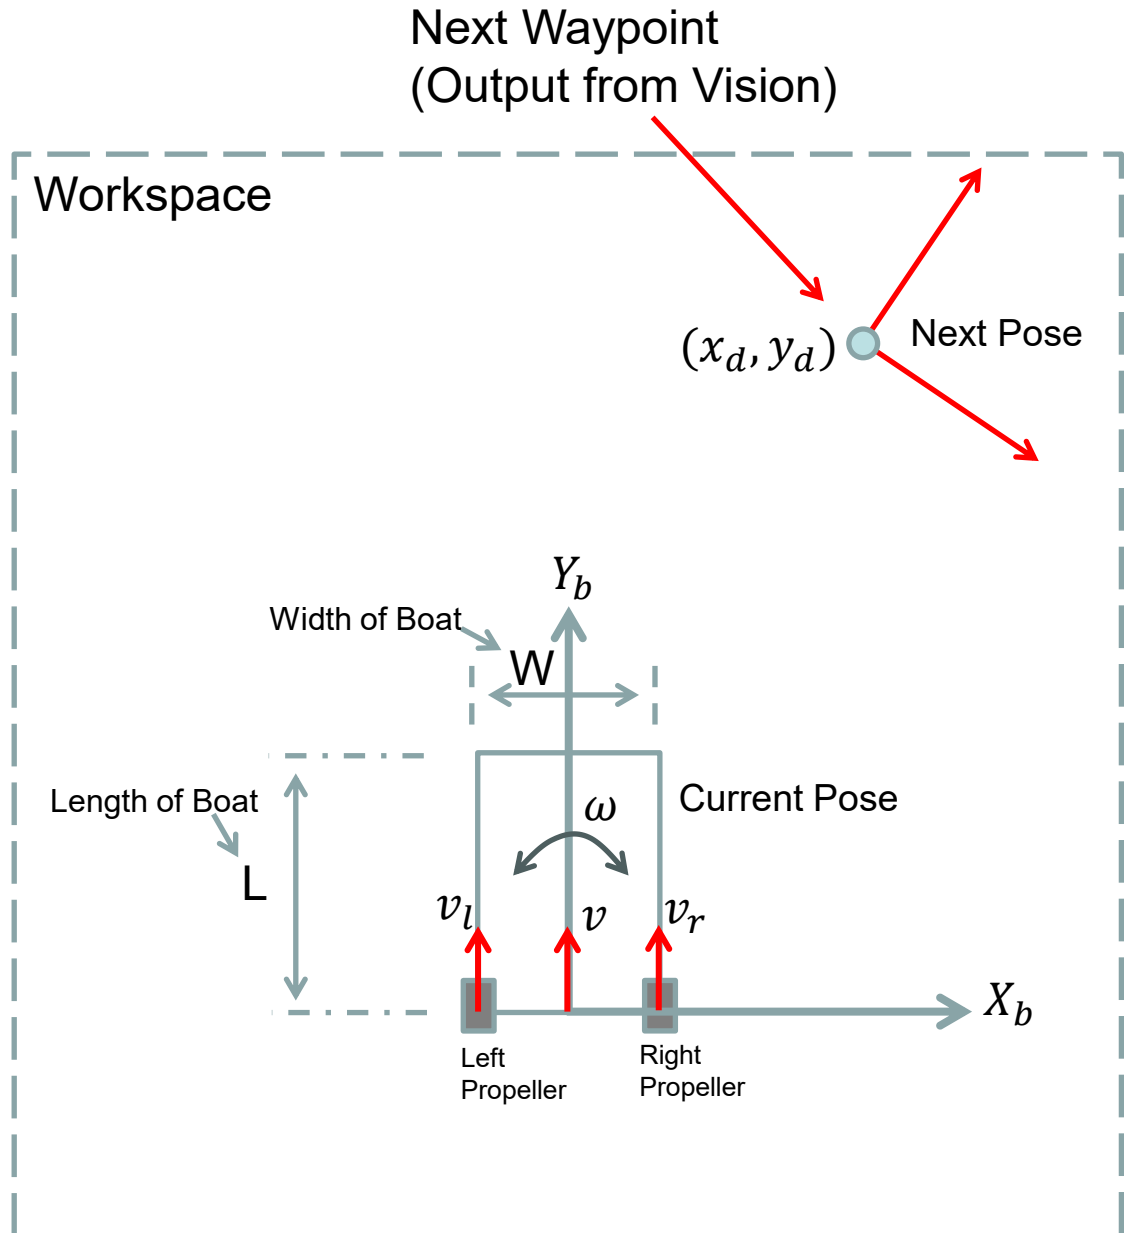 Next Waypoint
(Output from Vision)
Workspace
(x_d, y_d)
Next Pose
Y_b
Width of Boat
W
Length of Boat
L
ω
Current Pose
v_l
v
v_r
X_b
Left
Propeller
Right
Propeller